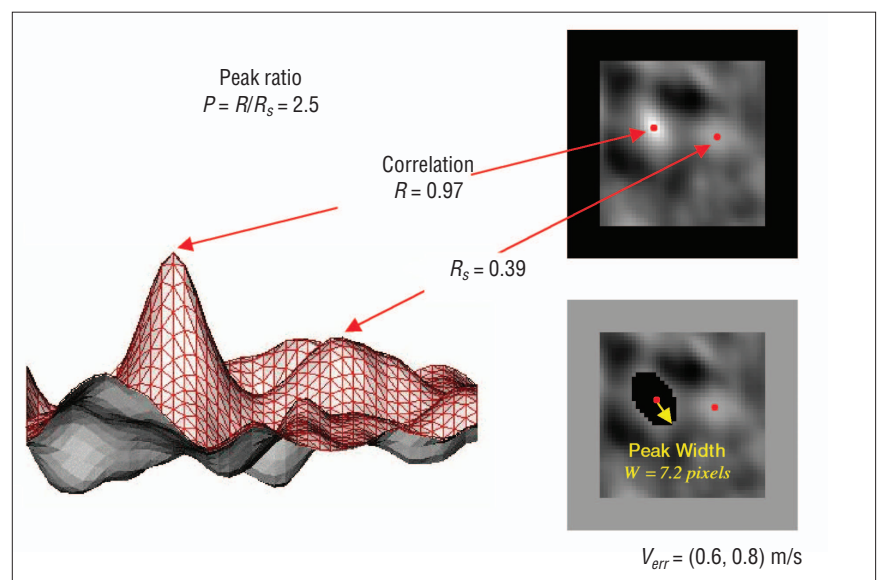 Peak ratio
P = R/Rs = 2.5
Correlation
R = 0.97
Rs = 0.39
Peak Width
W = 7.2 pixels
Verr = (0.6, 0.8) m/s